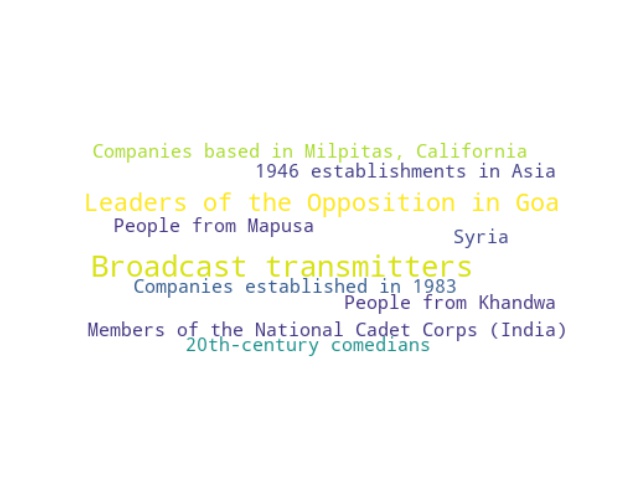 Companies based in Milpitas, California
1946 establishments in Asia
Leaders of the Opposition in Goa
People from Mapusa
Syria
Broadcast transmitters
Companies established in 1983
People from Khandwa
Members of the National Cadet Corps (India)
20th-century comedians